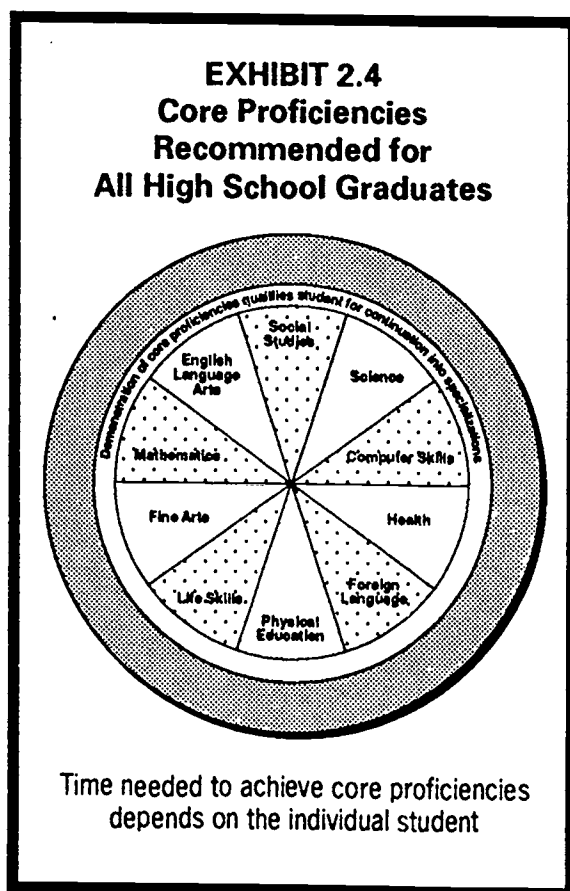 EXHIBIT 2.4
Core Proficiencies
Recommended for
All High School Graduates
Demonstration of core proficiencies qualifies student for continuation into specializations
Social
Studies
English
Language
Arts
Science
Mathematics
Computer Skills
Fine Arts
Health
Life Skills
Foreign
Language
Physical
Education
Time needed to achieve core proficiencies
depends on the individual student